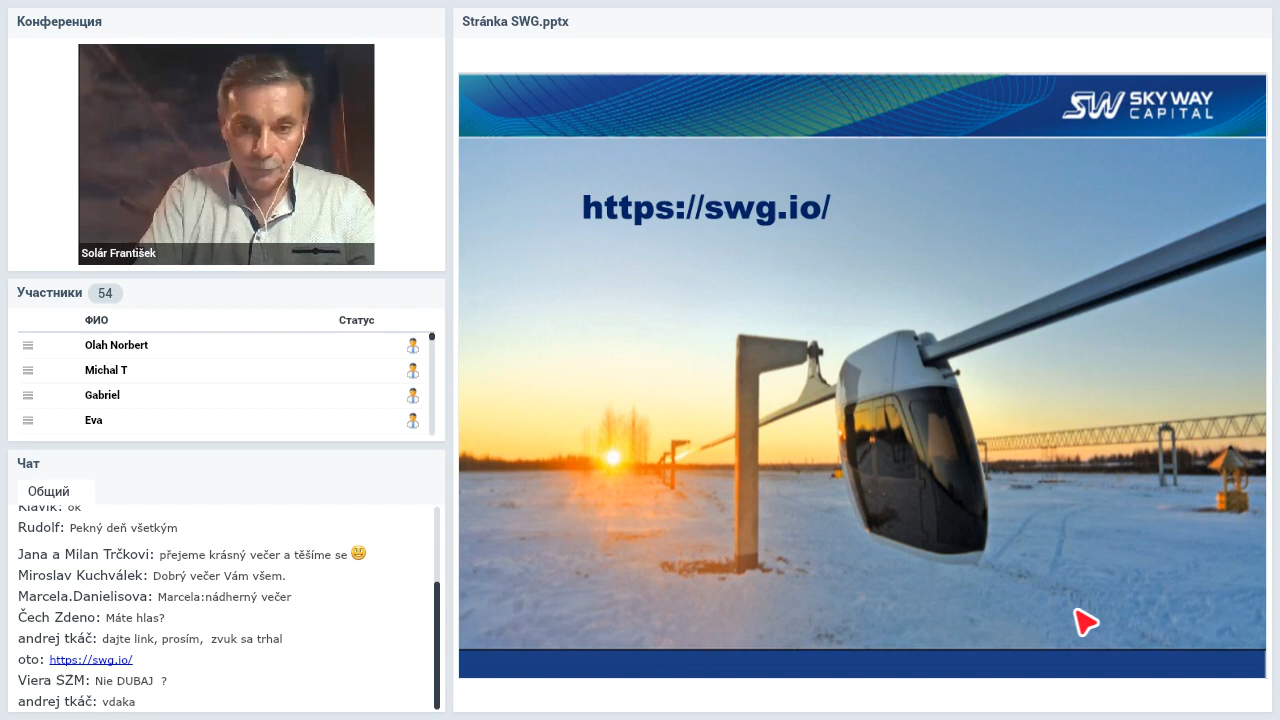 Конференция
Solár František
Участники 54
ФИО Статус
Olah Norbert
Michal T
Gabriel
Eva
Чат
Общий
Klavik: ok
Rudolf: Pekný deň všetkým
Jana a Milan Trčkovi: přejeme krásný večer a těšíme se
Miroslav Kuchválek: Dobrý večer Vám všem.
Marcela.Danielisova: Marcela:nádherný večer
Čech Zdeno: Máte hlas?
andrej tkáč: dajte link, prosím, zvuk sa trhal
oto: https://swg.io/
Viera SZM: Nie DUBAJ ?
andrej tkáč: vdaka
Stránka SWG.pptx
SW SKY WAY
CAPITAL
https://swg.io/